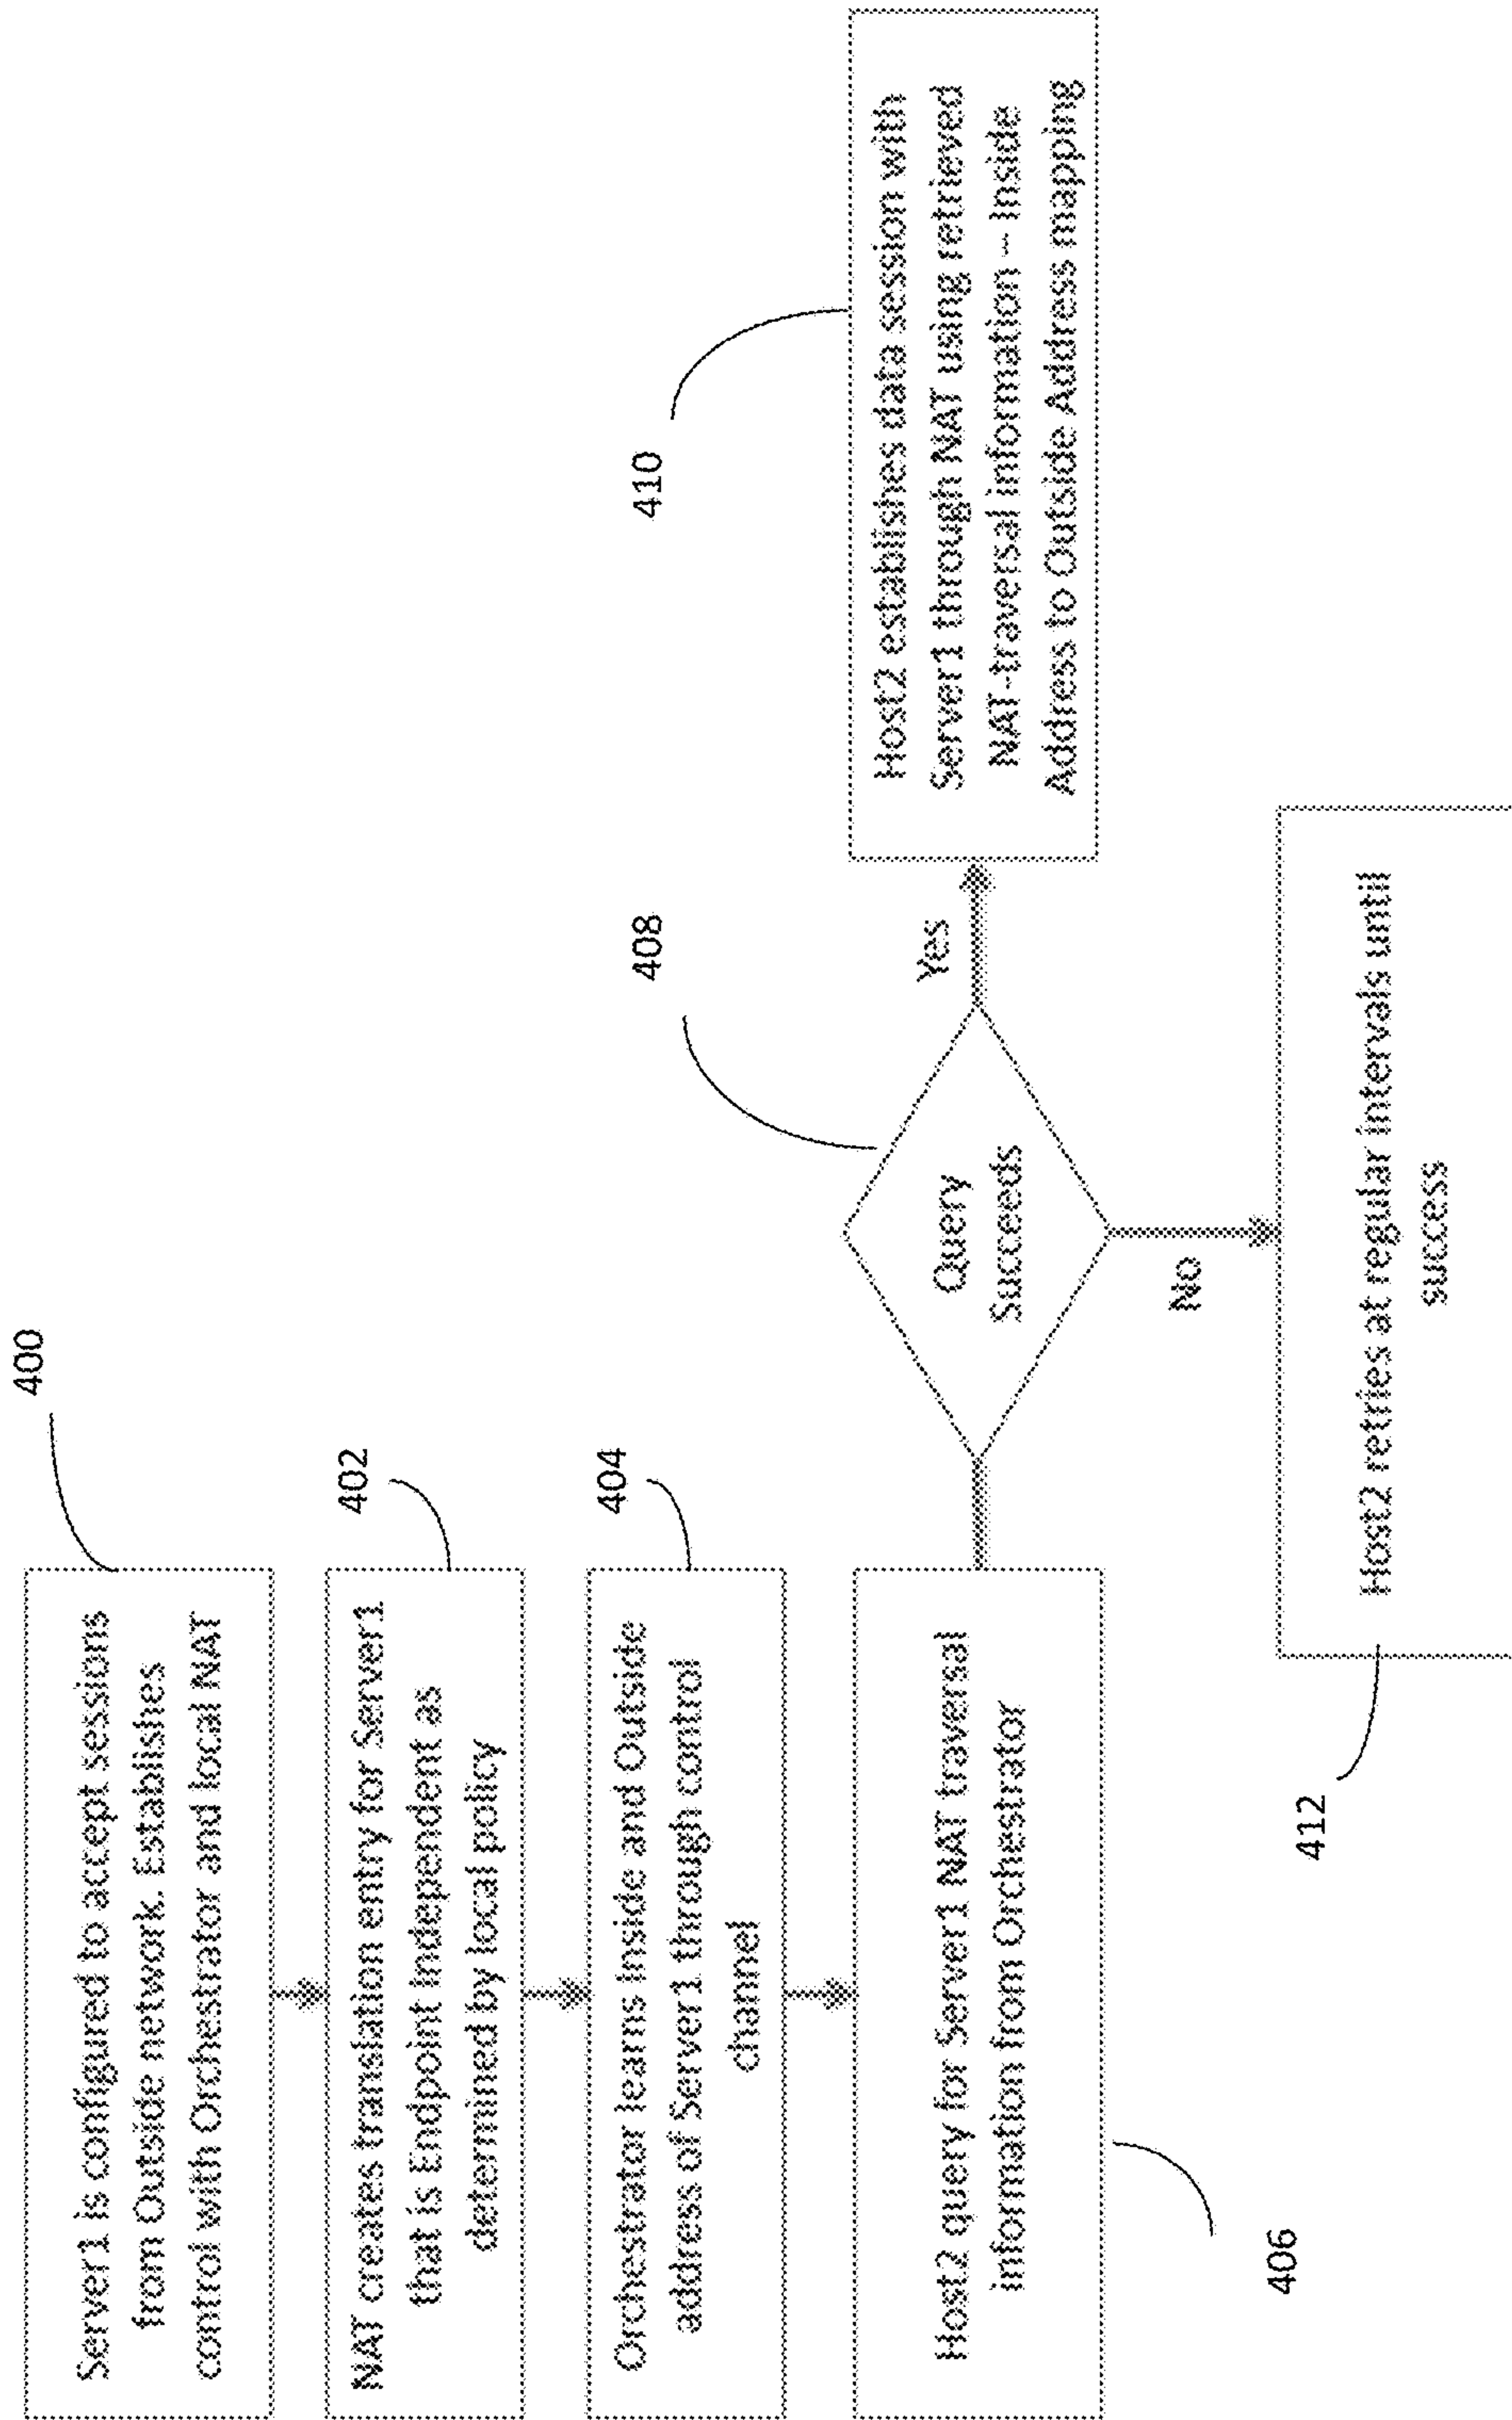 400
Server1 is configured to accept sessions
from Outside network. Establishes
control with Orchestrator and local NAT
402
NAT creates translation entry for Server1
that is Endpoint Independent as
determined by local policy
404
Orchestrator learns Inside and Outside
address of Server1 through control
channel
406
Host2 query for Server1 NAT traversal
information from Orchestrator
408
Query
Succeeds
Yes
No
410
Host2 establishes data session with
Server1 through NAT using retrieved
NAT-traversal information – Inside
Address to Outside Address mapping
412
Host2 retries at regular intervals until
success